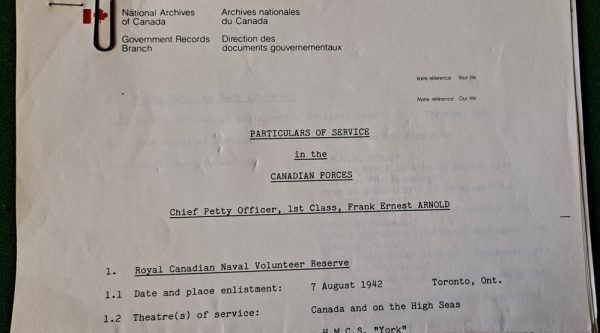 National Archives of Canada
Archives nationales du Canada
Government Records Branch
Direction des documents gouvernementaux
Votre référence Your file
Notre référence Our file
PARTICULARS OF SERVICE
in the
CANADIAN FORCES
Chief Petty Officer, 1st Class, Frank Ernest ARNOLD
1. Royal Canadian Naval Volunteer Reserve
1.1 Date and place enlistment: 7 August 1942 Toronto, Ont.
1.2 Theatre(s) of service: Canada and on the High Seas
H.M.C.S. "York"